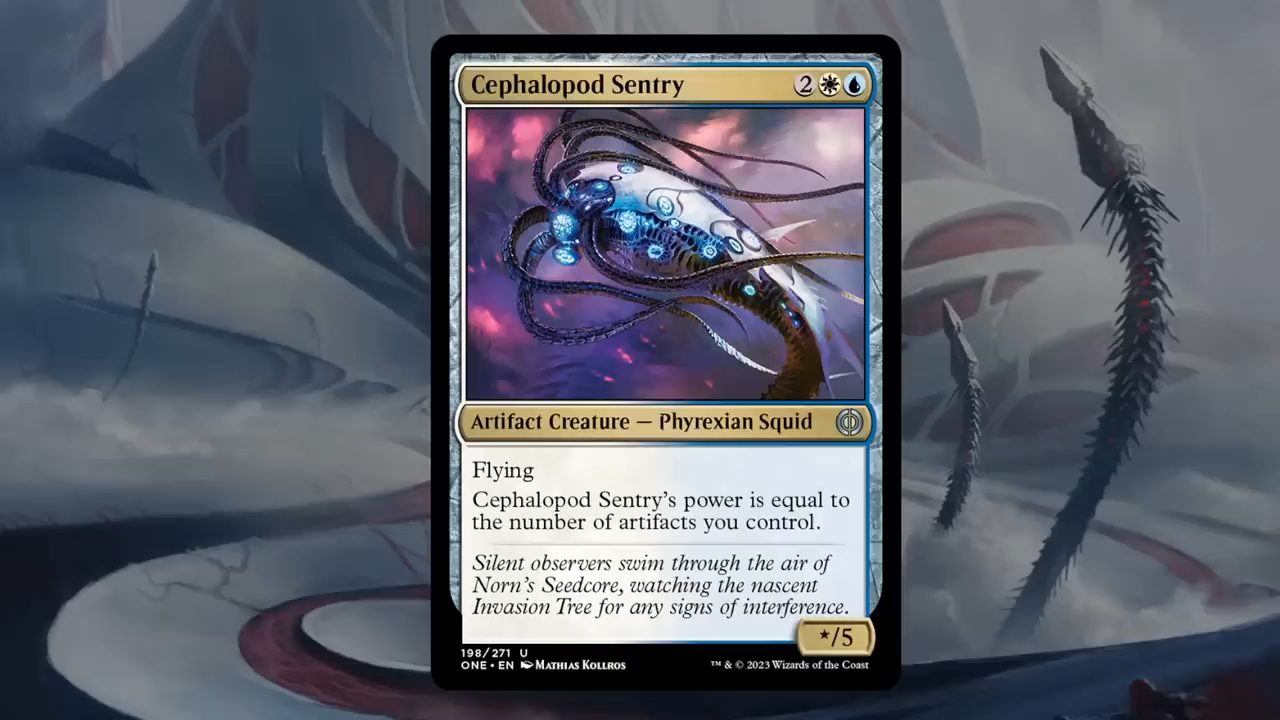 Cephalopod Sentry 2
Artifact Creature — Phyrexian Squid
Flying
Cephalopod Sentry's power is equal to
the number of artifacts you control.
Silent observers swim through the air of
Norn's Seedcore, watching the nascent
Invasion Tree for any signs of interference.
★/5
198/271 U
ONE • EN Mathias Kollros ™ & © 2023 Wizards of the Coast